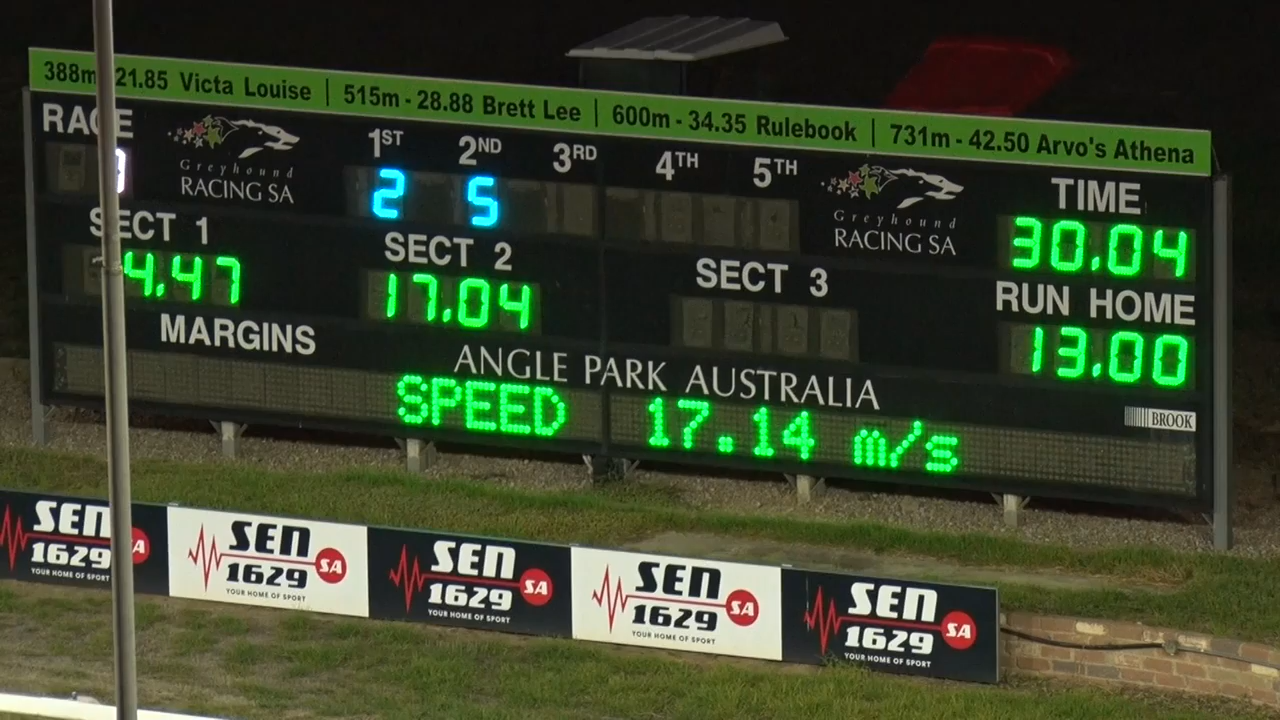 388m 21.85 Victa Louise | 515m - 28.88 Brett Lee | 600m - 34.35 Rulebook | 731m - 42.50 Arvo's Athena
RACE
Greyhound
RACING SA
1ST 2ND 3RD 4TH 5TH
2 5
Greyhound
RACING SA
TIME
30.04
SECT 1
4.47
SECT 2
17.04
SECT 3
RUN HOME
13.00
MARGINS
ANGLE PARK AUSTRALIA
SPEED 17.14 m/s
BROOK
SEN
1629 SA
YOUR HOME OF SPORT
SEN
1629 SA
YOUR HOME OF SPORT
SEN
1629 SA
YOUR HOME OF SPORT
SEN
1629 SA
YOUR HOME OF SPORT
SEN
1629 SA
YOUR HOME OF SPORT